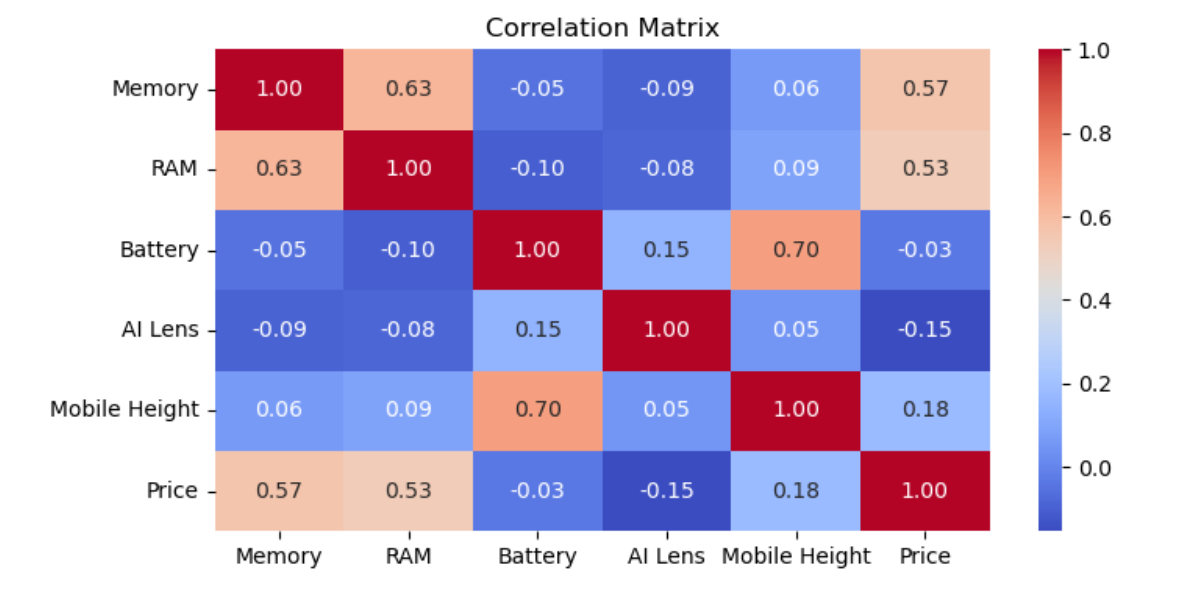 Correlation Matrix
Memory 1.00 0.63 -0.05 -0.09 0.06 0.57
RAM 0.63 1.00 -0.10 -0.08 0.09 0.53
Battery -0.05 -0.10 1.00 0.15 0.70 -0.03
AI Lens -0.09 -0.08 0.15 1.00 0.05 -0.15
Mobile Height 0.06 0.09 0.70 0.05 1.00 0.18
Price 0.57 0.53 -0.03 -0.15 0.18 1.00
Memory RAM Battery AI Lens Mobile Height Price
1.0
0.8
0.6
0.4
0.2
0.0